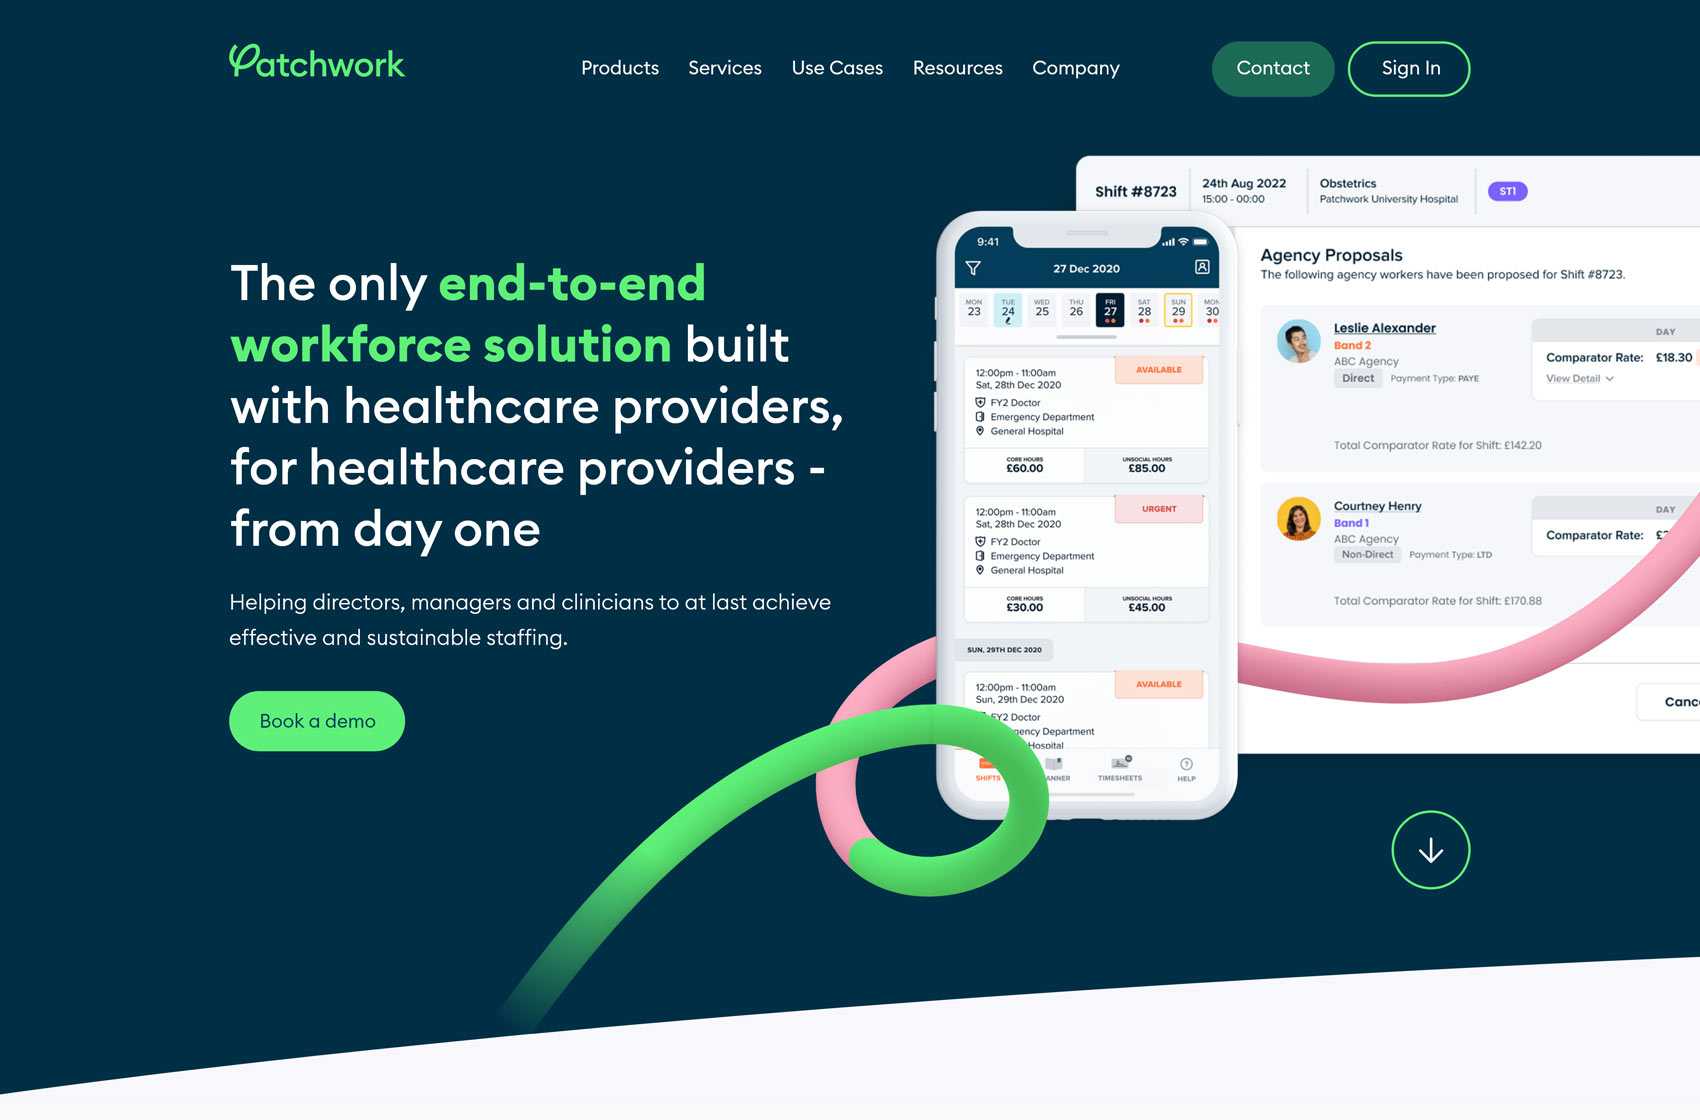 Patchwork
Products Services Use Cases Resources Company
Contact
Sign In
The only end-to-end
workforce solution built
with healthcare providers,
for healthcare providers -
from day one
Helping directors, managers and clinicians to at last achieve
effective and sustainable staffing.
Book a demo
9:41
27 Dec 2020
MON TUE WED THU FRI SAT SUN MON
23 24 25 26 27 28 29 30
AVAILABLE
12:00pm - 11:00am
Sat, 28th Dec 2020
FY2 Doctor
Emergency Department
General Hospital
CORE HOURS UNSOCIAL HOURS
£60.00 £85.00
URGENT
12:00pm - 11:00am
Sat, 28th Dec 2020
FY2 Doctor
Emergency Department
General Hospital
CORE HOURS UNSOCIAL HOURS
£30.00 £45.00
SUN, 29TH DEC 2020
AVAILABLE
12:00pm - 11:00am
Sun, 29th Dec 2020
FY2 Doctor
Department
Hospital
SHIFTS TIMESHEETS HELP
Shift #8723
24th Aug 2022
15:00 - 00:00
Obstetrics
Patchwork University Hospital
ST1
Agency Proposals
The following agency workers have been proposed for Shift #8723.
Leslie Alexander
Band 2
ABC Agency
Direct Payment Type: PAYE
DAY
Comparator Rate: £18.30
View Detail
Total Comparator Rate for Shift: £142.20
Courtney Henry
Band 1
ABC Agency
Non-Direct Payment Type: LTD
DAY
Comparator Rate:
Total Comparator Rate for Shift: £170.88